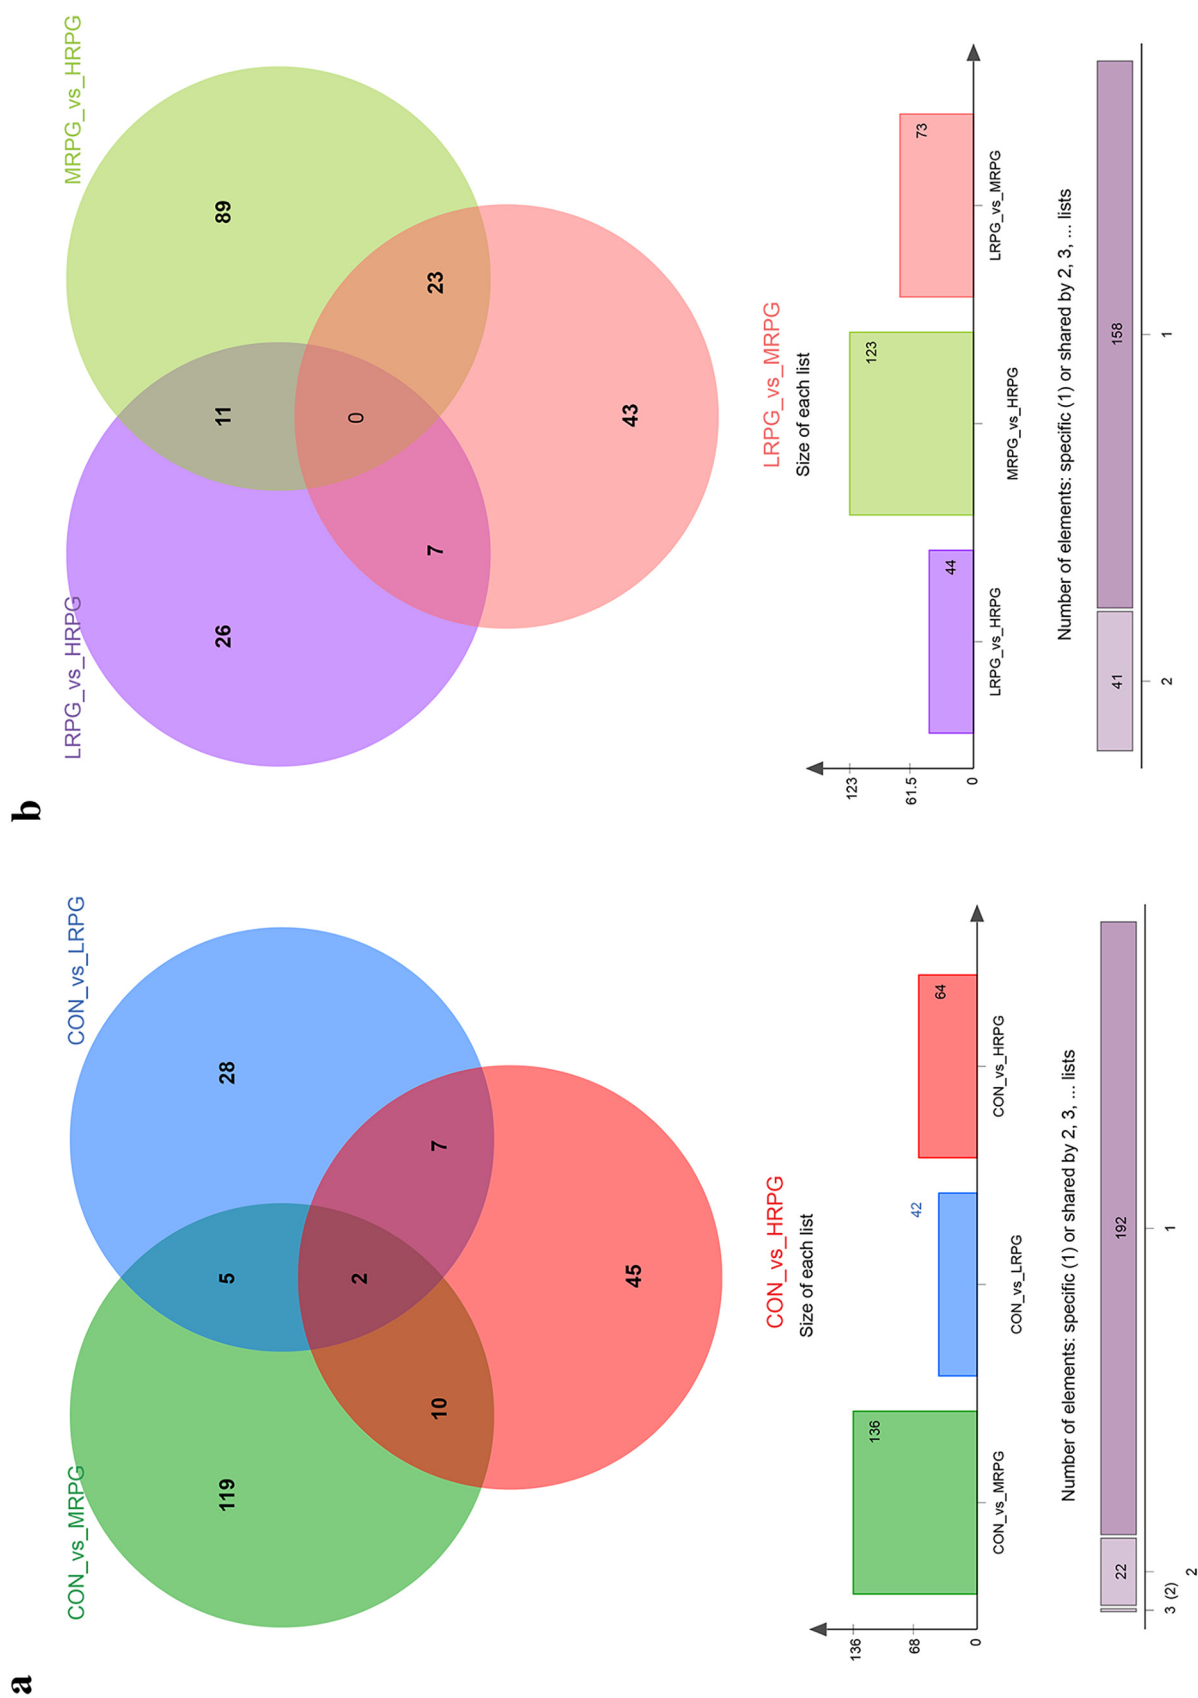 a
CON_vs_MRPG
CON_vs_LRPG
119
5
28
2
10
7
45
CON_vs_HRPG
Size of each list
136
68
0
136
42
64
CON_vs_MRPG
CON_vs_LRPG
CON_vs_HRPG
Number of elements: specific (1) or shared by 2, 3, ... lists
22
192
3 (2)
2
1
b
LRPG_vs_HRPG
MRPG_vs_HRPG
26
11
89
0
7
23
43
LRPG_vs_MRPG
Size of each list
123
61.5
0
44
123
73
LRPG_vs_HRPG
MRPG_vs_HRPG
LRPG_vs_MRPG
Number of elements: specific (1) or shared by 2, 3, ... lists
41
158
2
1